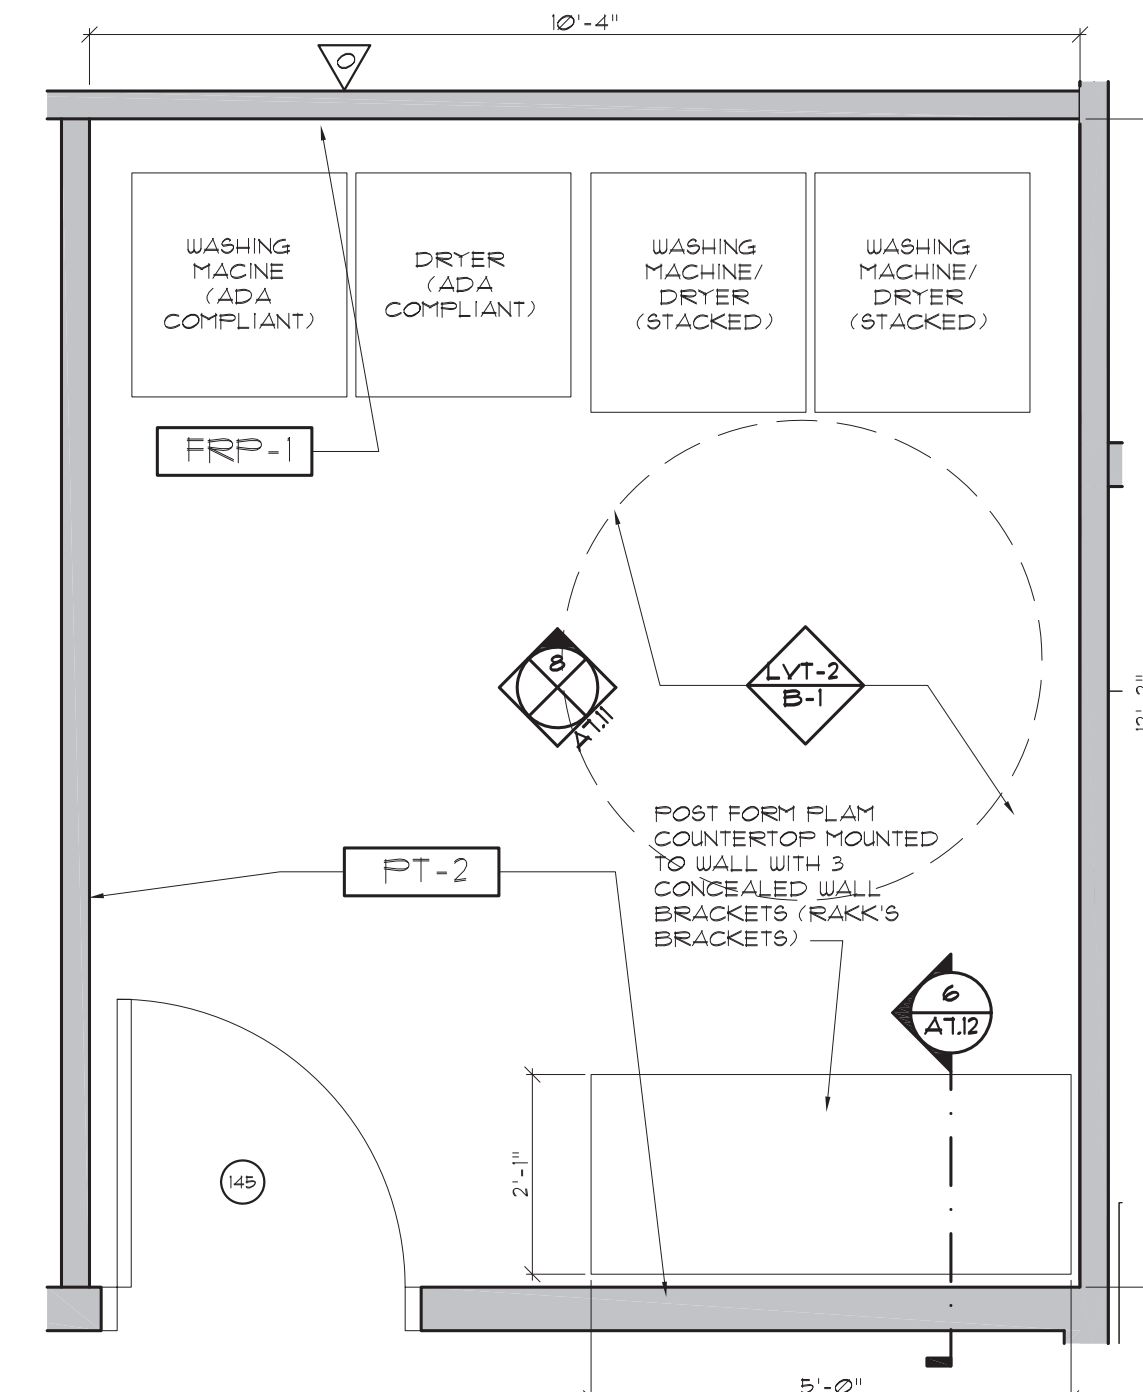 10'-4"
0
WASHING
MACINE
(ADA
COMPLIANT)
DRYER
(ADA
COMPLIANT)
WASHING
MACHINE/
DRYER
(STACKED)
WASHING
MACHINE/
DRYER
(STACKED)
FRP-1
8
A7.11
LVT-2
B-1
POST FORM PLAM
COUNTERTOP MOUNTED
TO WALL WITH 3
CONCEALED WALL
BRACKETS (RAKK'S
BRACKETS)
PT-2
6
A7.12
2'-1"
145
5'-0"